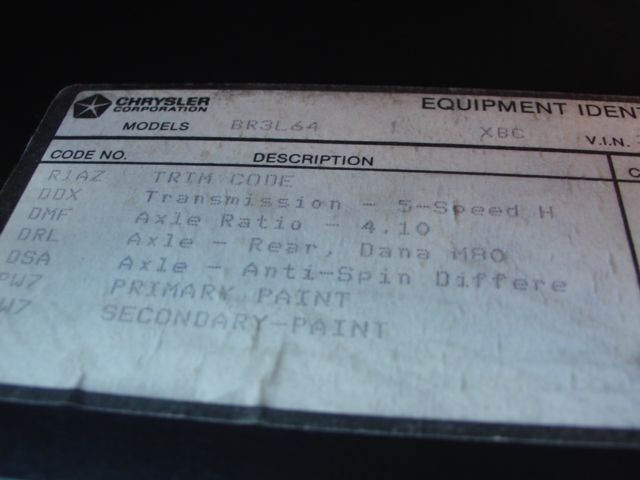 CHRYSLER
CORPORATION
EQUIPMENT IDENT
MODELS BR3L64 1 XBC V.I.N.
CODE NO. DESCRIPTION C
R1AZ TRIM CODE
DDX Transmission - 5-Speed H
DMF Axle Ratio - 4.10
DRL Axle - Rear, Dana M80
DSA Axle - Anti-Spin Differe
PW7 PRIMARY PAINT
W7 SECONDARY-PAINT